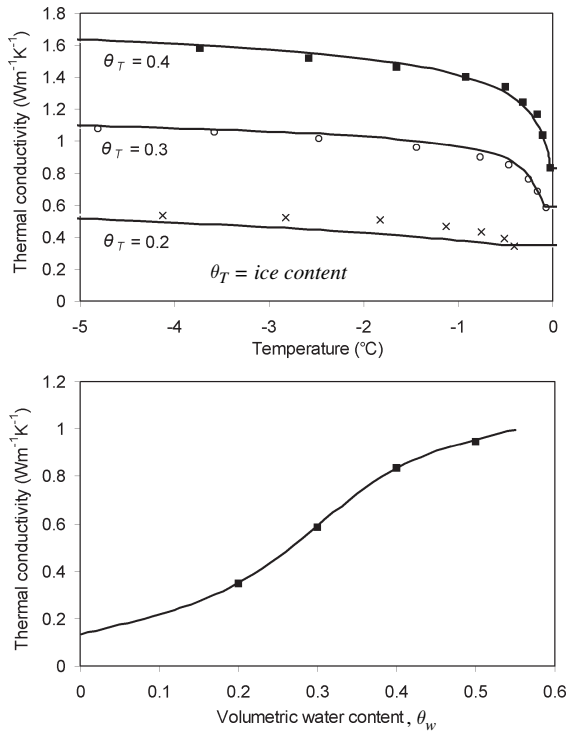 Thermal conductivity (Wm⁻¹K⁻¹)
1.8
1.6
1.4
1.2
1
0.8
0.6
0.4
0.2
0
θT = 0.4
θT = 0.3
θT = 0.2
θT = ice content
-5 -4 -3 -2 -1 0
Temperature (°C)
Thermal conductivity (Wm⁻¹K⁻¹)
1.2
1
0.8
0.6
0.4
0.2
0
0 0.1 0.2 0.3 0.4 0.5 0.6
Volumetric water content, θw